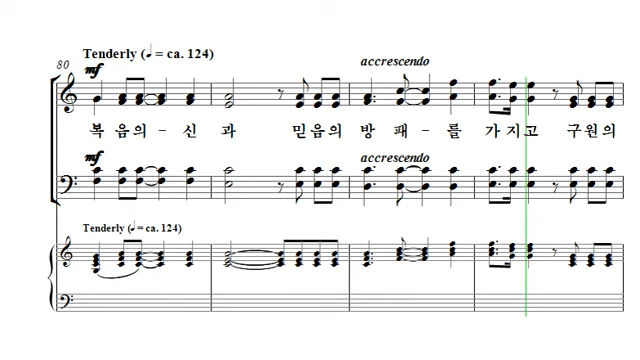 Tenderly (♩ = ca. 124)
80
mf
accrescendo
복 음의 - 신 과 믿음의 방 패 - 를 가 지고 구원의
mf
accrescendo
Tenderly (♩ = ca. 124)